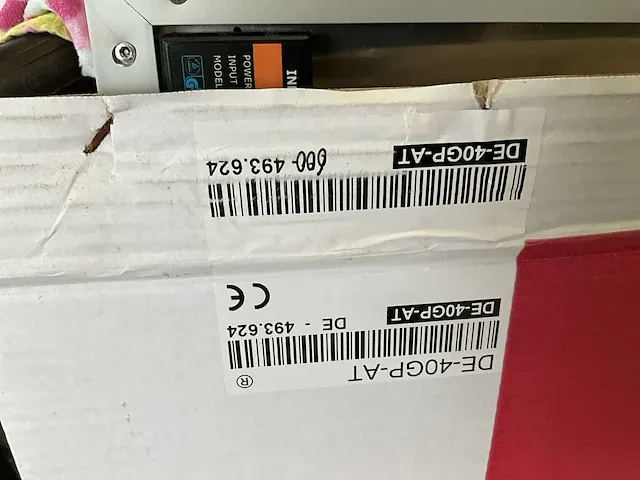 DE-40GP-AT
®
DE - 493.624
DE-40GP-AT
CE
DE-40GP-AT
600-493.624
POWER
INPUT
MODEL